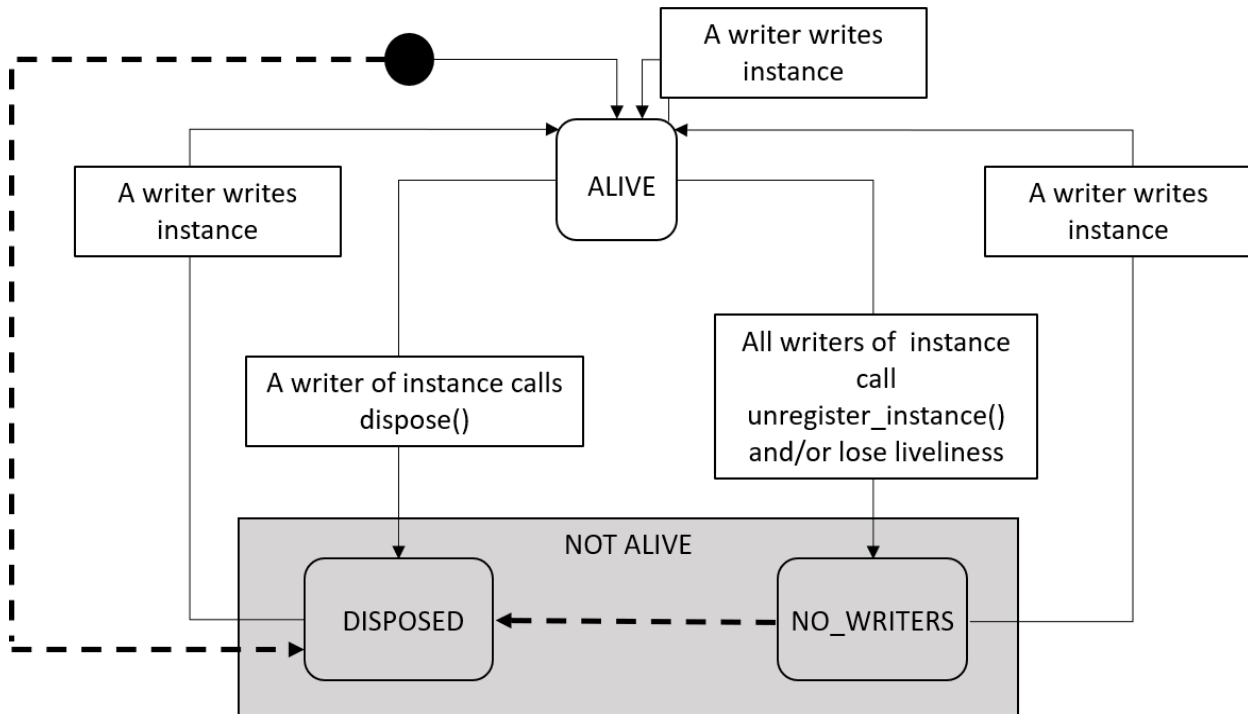 A writer writes
instance
ALIVE
A writer writes
instance
A writer writes
instance
All writers of instance
call
unregister_instance()
and/or lose liveliness
A writer of instance calls
dispose()
NOT ALIVE
DISPOSED
NO_WRITERS